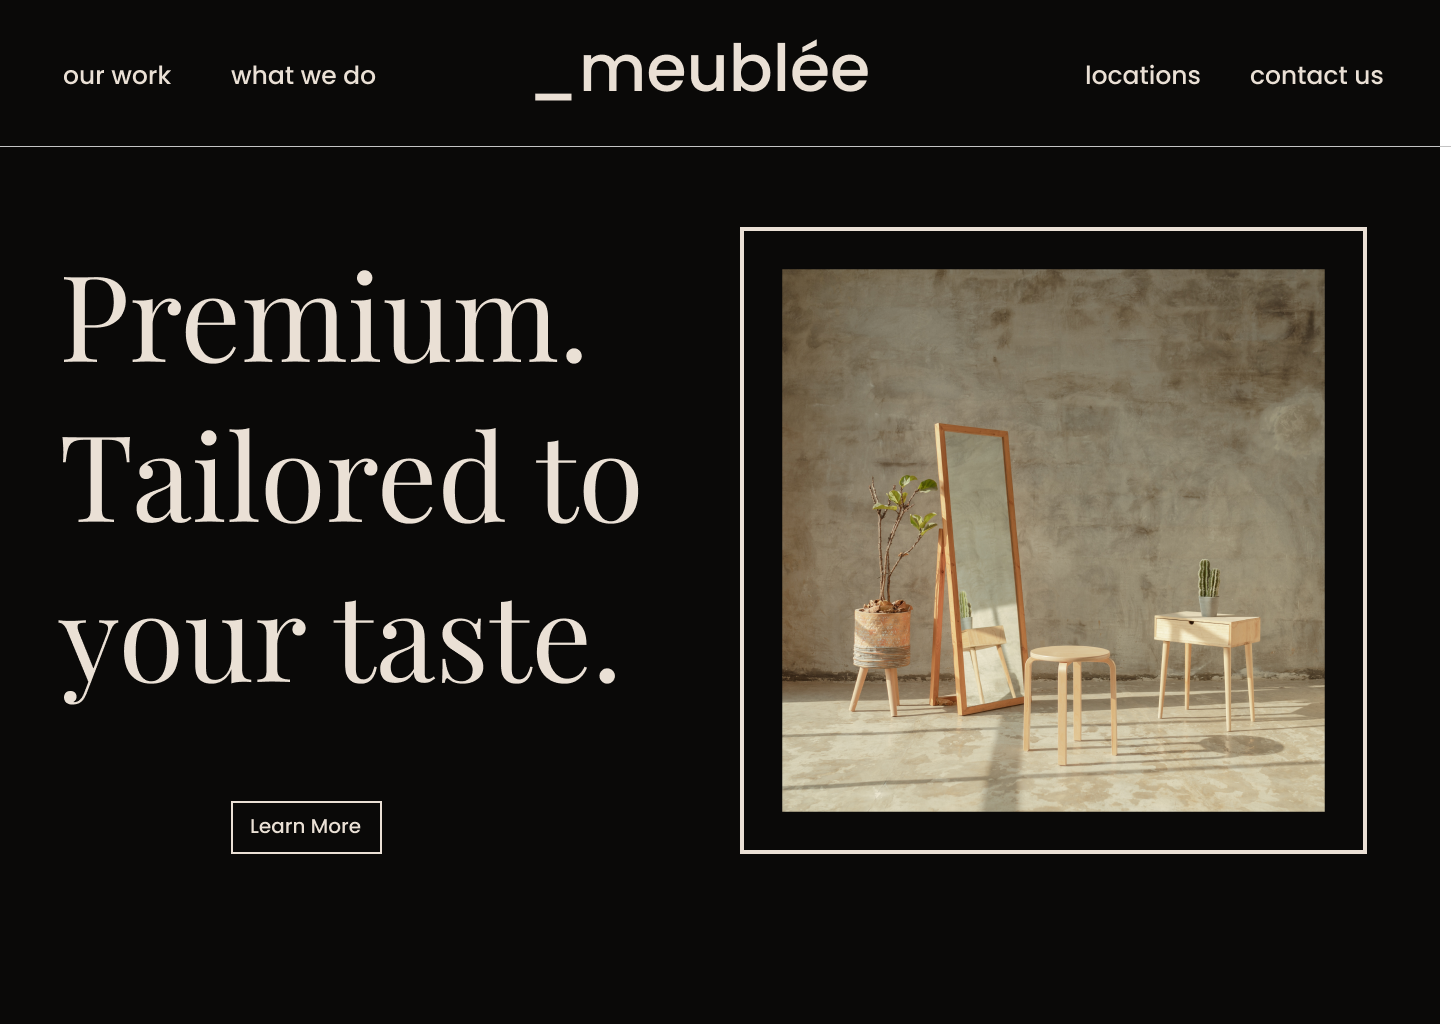 our work
what we do
_meublée
locations
contact us
Premium.
Tailored to
your taste.
Learn More